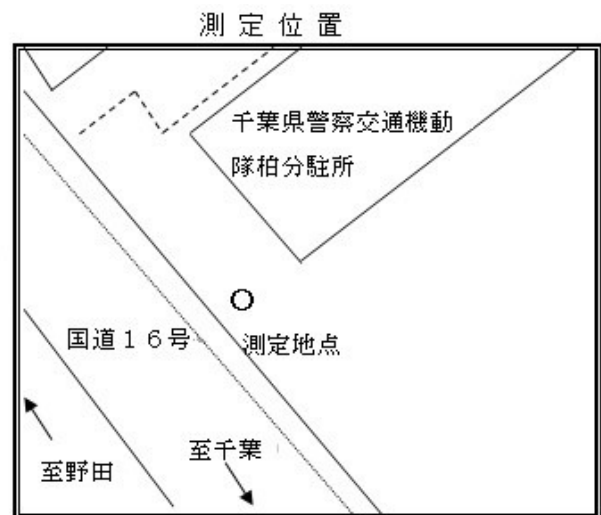 測定位置
千葉県警察交通機動
隊柏分駐所
国道１６号
測定地点
至千葉
至野田